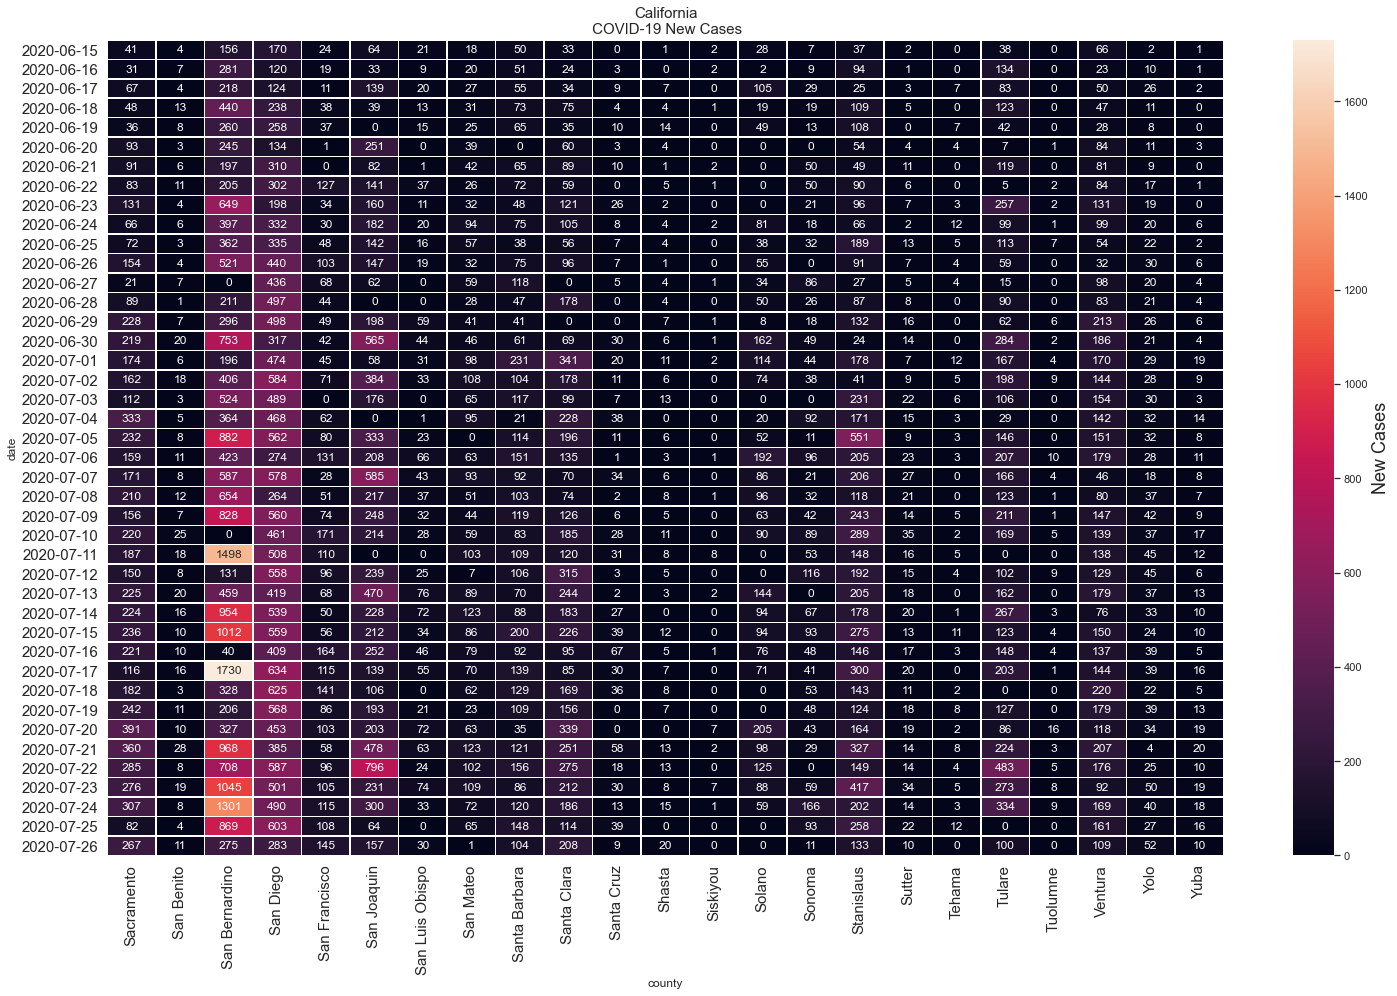 California
COVID-19 New Cases
2020-06-15 41 4 156 170 24 64 21 18 50 33 0 1 2 28 7 37 2 0 38 0 66 2 1
2020-06-16 31 7 281 120 19 33 9 20 51 24 3 0 2 2 9 94 1 0 134 0 23 10 1
2020-06-17 67 4 218 124 11 139 20 27 55 34 9 7 0 105 29 25 3 7 83 0 50 26 2
2020-06-18 48 13 440 238 38 39 13 31 73 75 4 4 1 19 19 109 5 0 123 0 47 11 0
2020-06-19 36 8 260 258 37 0 15 25 65 35 10 14 0 49 13 108 0 7 42 0 28 8 0
2020-06-20 93 3 245 134 1 251 0 39 0 60 3 4 0 0 0 54 4 4 7 1 84 11 3
2020-06-21 91 6 197 310 0 82 1 42 65 89 10 1 2 0 50 49 11 0 119 0 81 9 0
2020-06-22 83 11 205 302 127 141 37 26 72 59 0 5 1 0 50 90 6 0 5 2 84 17 1
2020-06-23 131 4 649 198 34 160 11 32 48 121 26 2 0 0 21 96 7 3 257 2 131 19 0
2020-06-24 66 6 397 332 30 182 20 94 75 105 8 4 2 81 18 66 2 12 99 1 99 20 6
2020-06-25 72 3 362 335 48 142 16 57 38 56 7 4 0 38 32 189 13 5 113 7 54 22 2
2020-06-26 154 4 521 440 103 147 19 32 75 96 7 1 0 55 0 91 7 4 59 0 32 30 6
2020-06-27 21 7 0 436 68 62 0 59 118 0 5 4 1 34 86 27 5 4 15 0 98 20 4
2020-06-28 89 1 211 497 44 0 0 28 47 178 0 4 0 50 26 87 8 0 90 0 83 21 4
2020-06-29 228 7 296 498 49 198 59 41 41 0 0 7 1 8 18 132 16 0 62 6 213 26 6
2020-06-30 219 20 753 317 42 565 44 46 61 69 30 6 1 162 49 24 14 0 284 2 186 21 4
2020-07-01 174 6 196 474 45 58 31 98 231 341 20 11 2 114 44 178 7 12 167 4 170 29 19
2020-07-02 162 18 406 584 71 384 33 108 104 178 11 6 0 74 38 41 9 5 198 9 144 28 9
2020-07-03 112 3 524 489 0 176 0 65 117 99 7 13 0 0 0 231 22 6 106 0 154 30 3
2020-07-04 333 5 364 468 62 0 1 95 21 228 38 0 0 20 92 171 15 3 29 0 142 32 14
2020-07-05 232 8 882 562 80 333 23 0 114 196 11 6 0 52 11 551 9 3 146 0 151 32 8
2020-07-06 159 11 423 274 131 208 66 63 151 135 1 3 1 192 96 205 23 3 207 10 179 28 11
2020-07-07 171 8 587 578 28 585 43 93 92 70 34 6 0 86 21 206 27 0 166 4 46 18 8
2020-07-08 210 12 654 264 51 217 37 51 103 74 2 8 1 96 32 118 21 0 123 1 80 37 7
2020-07-09 156 7 828 560 74 248 32 44 119 126 6 5 0 63 42 243 14 5 211 1 147 42 9
2020-07-10 220 25 0 461 171 214 28 59 83 185 28 11 0 90 89 289 35 2 169 5 139 37 17
2020-07-11 187 18 1498 508 110 0 0 103 109 120 31 8 8 0 53 148 16 5 0 0 138 45 12
2020-07-12 150 8 131 558 96 239 25 7 106 315 3 5 0 0 116 192 15 4 102 9 129 45 6
2020-07-13 225 20 459 419 68 470 76 89 70 244 2 3 2 144 0 205 18 0 162 0 179 37 13
2020-07-14 224 16 954 539 50 228 72 123 88 183 27 0 0 94 67 178 20 1 267 3 76 33 10
2020-07-15 236 10 1012 559 56 212 34 86 200 226 39 12 0 94 93 275 13 11 123 4 150 24 10
2020-07-16 221 10 40 409 164 252 46 79 92 95 67 5 1 76 48 146 17 3 148 4 137 39 5
2020-07-17 116 16 1730 634 115 139 55 70 139 85 30 7 0 71 41 300 20 0 203 1 144 39 16
2020-07-18 182 3 328 625 141 106 0 62 129 169 36 8 0 0 53 143 11 2 0 0 220 22 5
2020-07-19 242 11 206 568 86 193 21 23 109 156 0 7 0 0 48 124 18 8 127 0 179 39 13
2020-07-20 391 10 327 453 103 203 72 63 35 339 0 0 7 205 43 164 19 2 86 16 118 34 19
2020-07-21 360 28 968 385 58 478 63 123 121 251 58 13 2 98 29 327 14 8 224 3 207 4 20
2020-07-22 285 8 708 587 96 796 24 102 156 275 18 13 0 125 0 149 14 4 483 5 176 25 10
2020-07-23 276 19 1045 501 105 231 74 109 86 212 30 8 7 88 59 417 34 5 273 8 92 50 19
2020-07-24 307 8 1301 490 115 300 33 72 120 186 13 15 1 59 166 202 14 3 334 9 169 40 18
2020-07-25 82 4 869 603 108 64 0 65 148 114 39 0 0 0 93 258 22 12 0 0 161 27 16
2020-07-26 267 11 275 283 145 157 30 1 104 208 9 20 0 0 11 133 10 0 100 0 109 52 10
date
Sacramento
San Benito
San Bernardino
San Diego
San Francisco
San Joaquin
San Luis Obispo
San Mateo
Santa Barbara
Santa Clara
Santa Cruz
Shasta
Siskiyou
Solano
Sonoma
Stanislaus
Sutter
Tehama
Tulare
Tuolumne
Ventura
Yolo
Yuba
county
1600
1400
1200
1000
800
600
400
200
0
New Cases